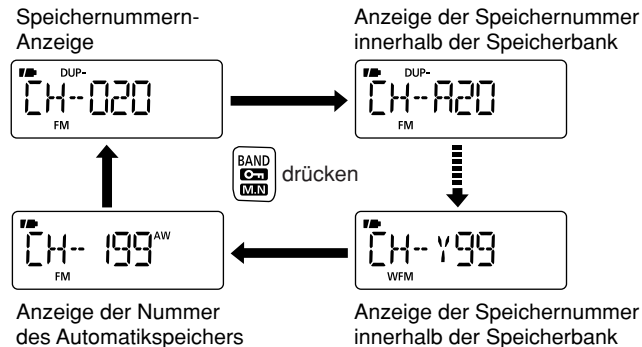 Speichernummern-
Anzeige
Anzeige der Speichernummer
innerhalb der Speicherbank
DUP-
CH-020
FM
DUP-
CH-A20
FM
BAND
M.N
drücken
CH- 199 AW
FM
CH-Y99
WFM
Anzeige der Nummer
des Automatikspeichers
Anzeige der Speichernummer
innerhalb der Speicherbank